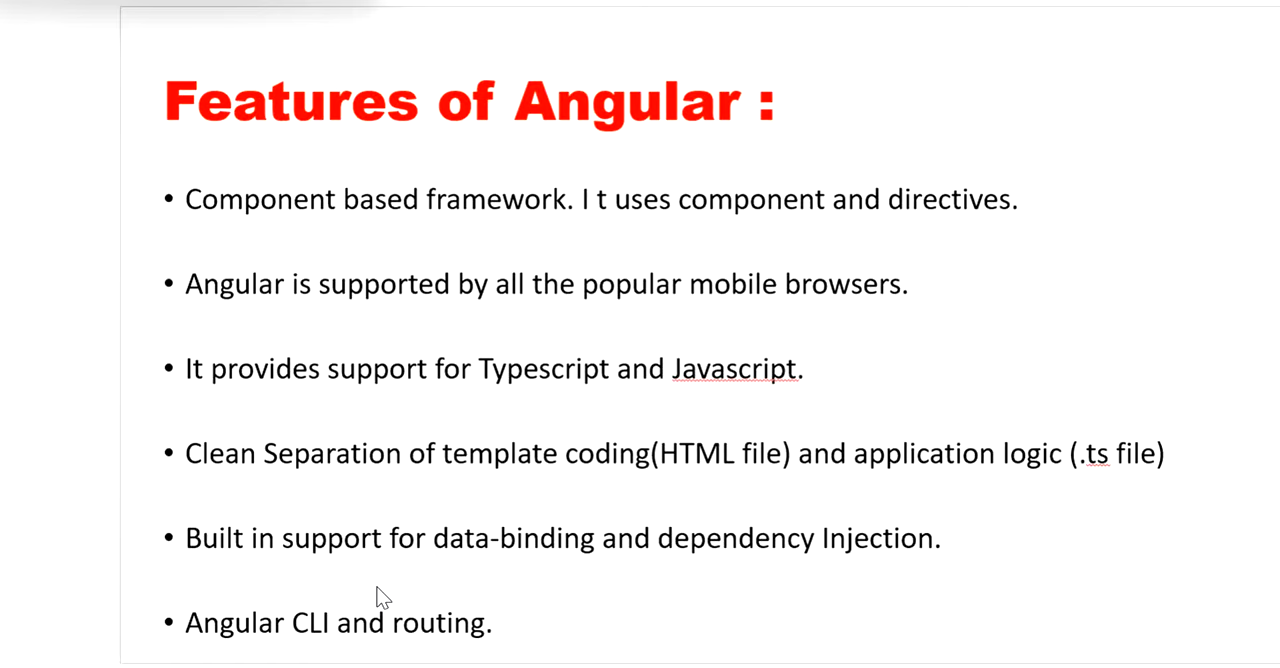 Features of Angular :
• Component based framework. I t uses component and directives.
• Angular is supported by all the popular mobile browsers.
• It provides support for Typescript and Javascript.
• Clean Separation of template coding(HTML file) and application logic (.ts file)
• Built in support for data-binding and dependency Injection.
• Angular CLI and routing.